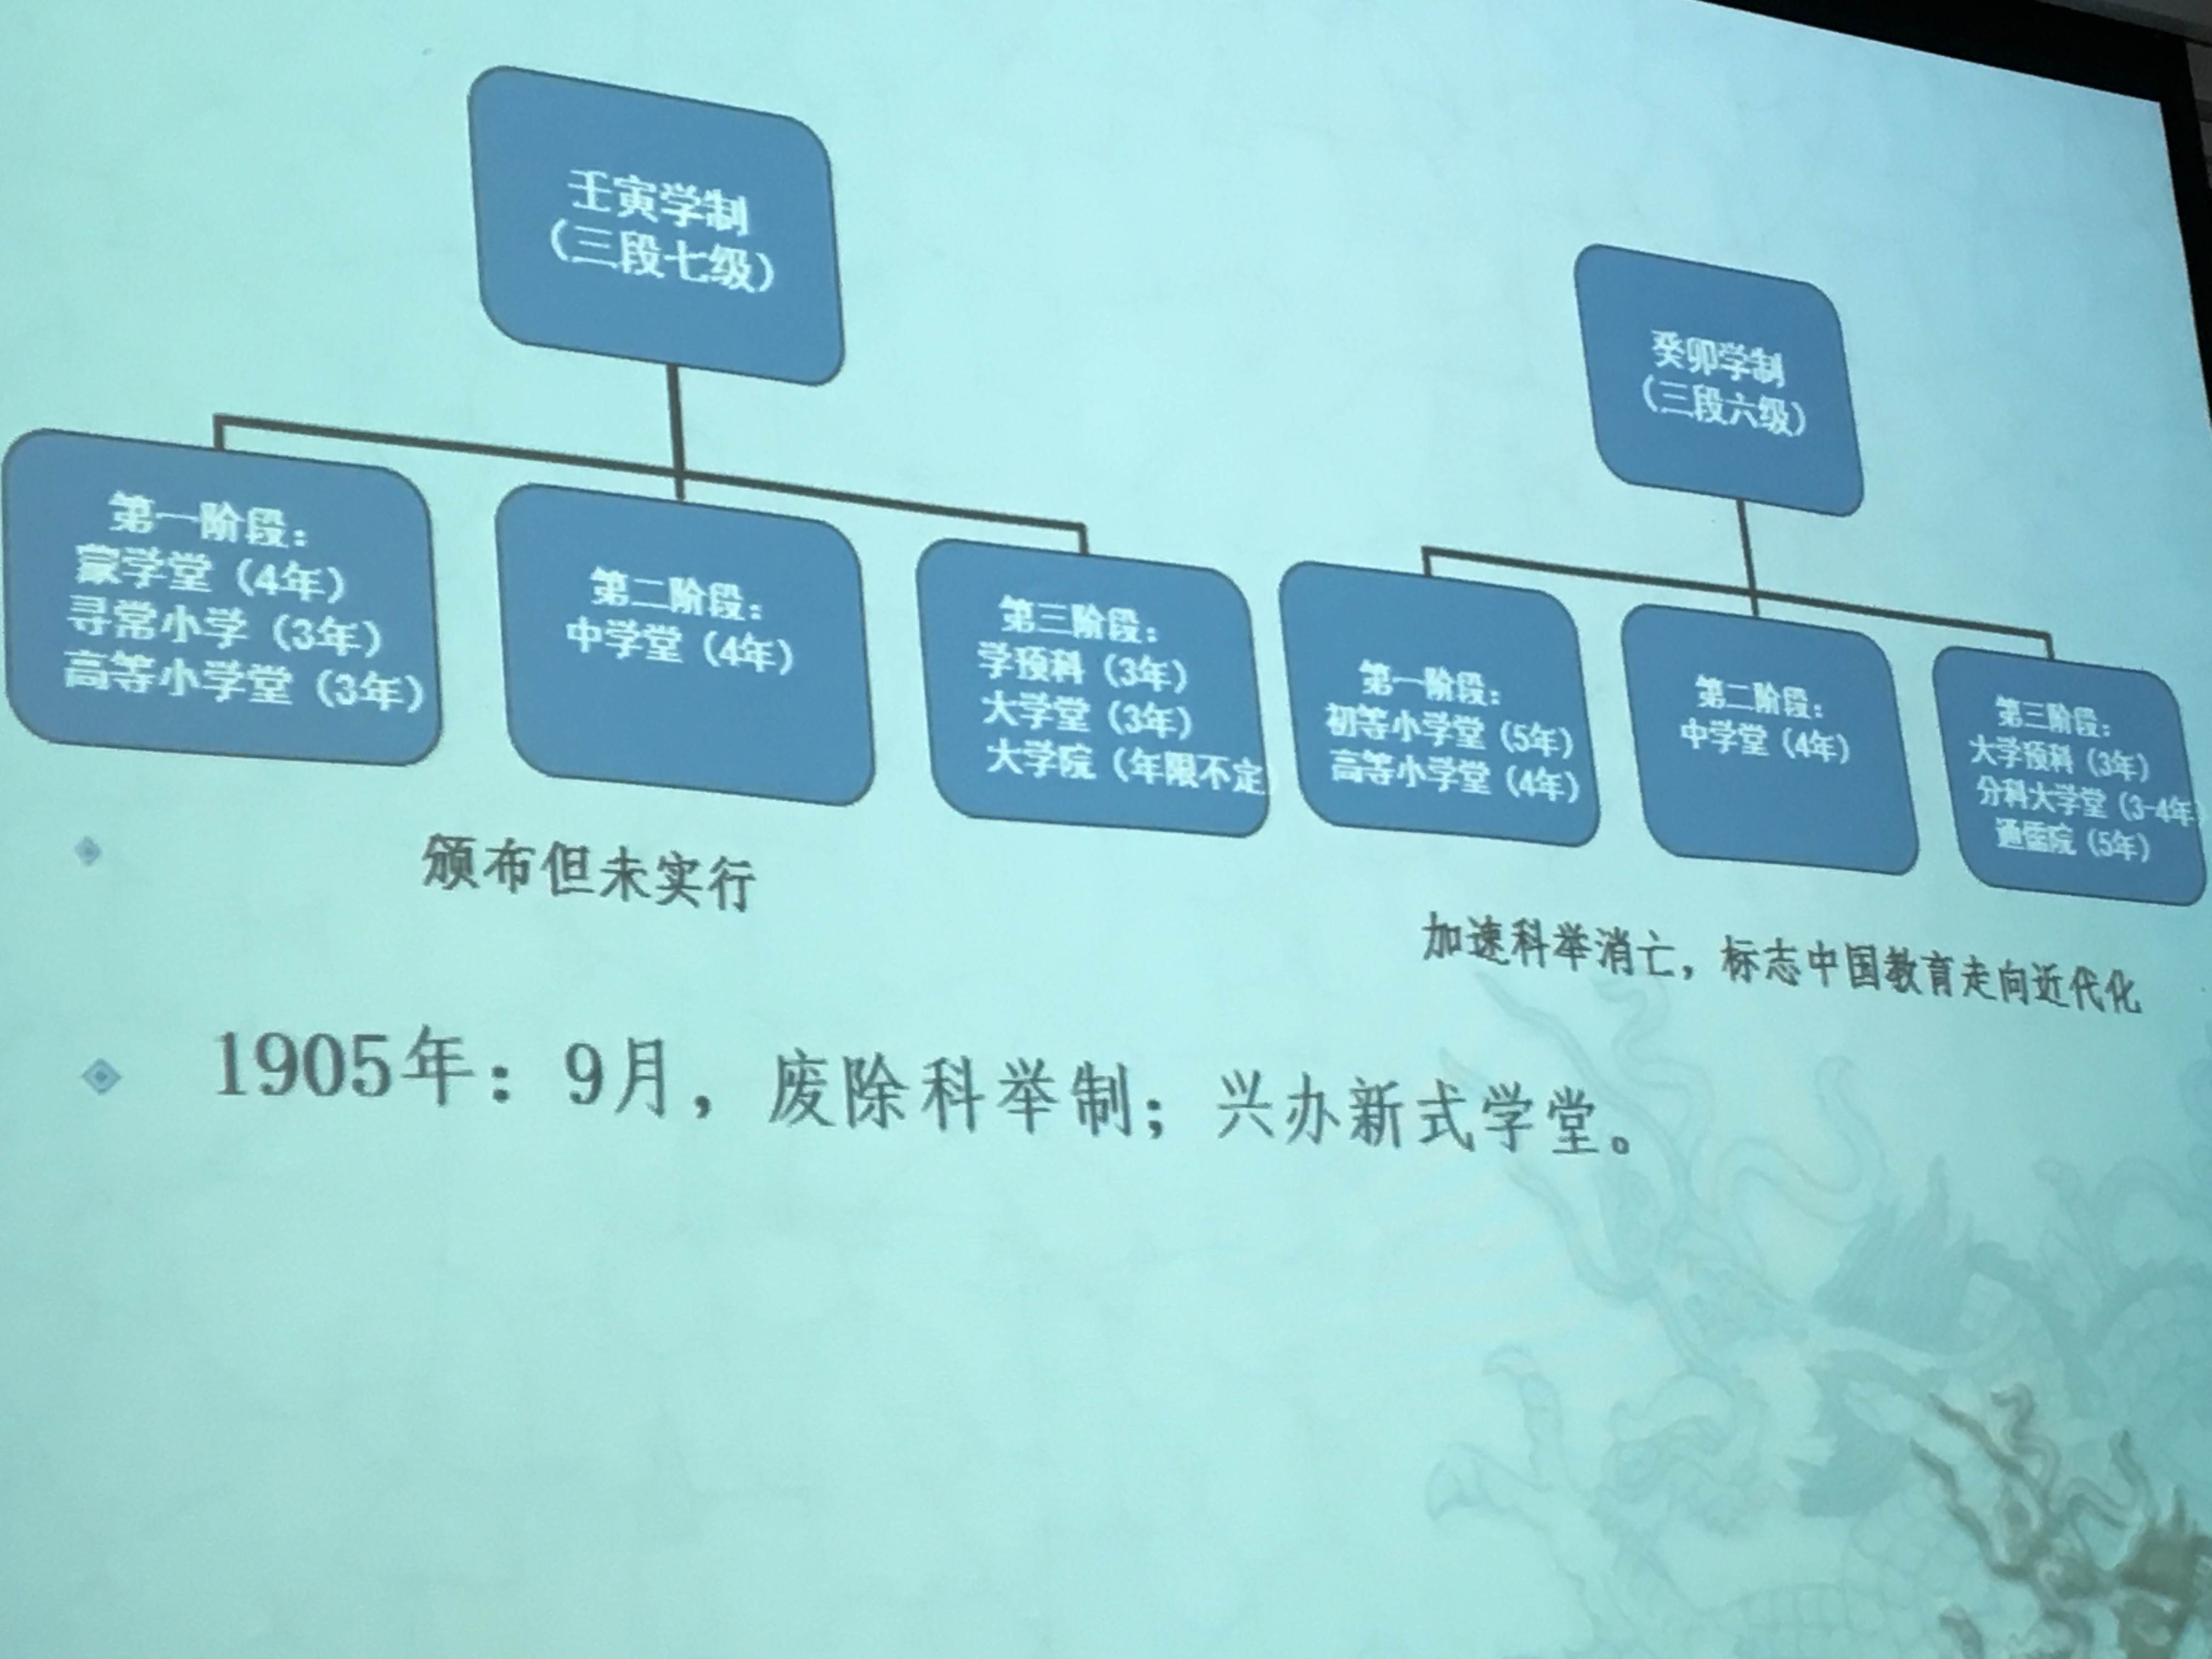 壬寅学制
（三段七级）
第一阶段：
蒙学堂（4年）
寻常小学（3年）
高等小学堂（3年）
第二阶段：
中学堂（4年）
第三阶段：
学预科（3年）
大学堂（3年）
大学院（年限不定
颁布但未实行
癸卯学制
（三段六级）
第一阶段：
初等小学堂（5年）
高等小学堂（4年）
第二阶段：
中学堂（4年）
第三阶段：
大学预科（3年）
分科大学堂（3-4年）
通儒院（5年）
加速科举消亡，标志中国教育走向近代化
1905年：9月，废除科举制；兴办新式学堂。